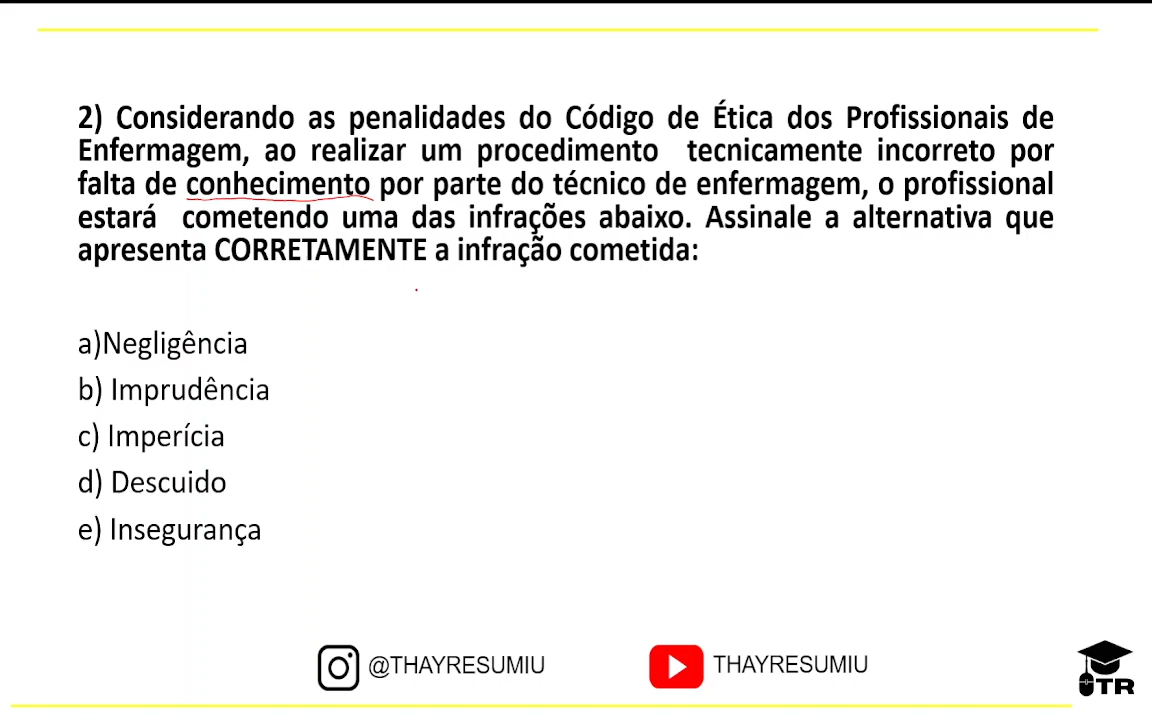 2) Considerando as penalidades do Código de Ética dos Profissionais de
Enfermagem, ao realizar um procedimento tecnicamente incorreto por
falta de conhecimento por parte do técnico de enfermagem, o profissional
estará cometendo uma das infrações abaixo. Assinale a alternativa que
apresenta CORRETAMENTE a infração cometida:
a)Negligência
b) Imprudência
c) Imperícia
d) Descuido
e) Insegurança
@THAYRESUMIU
THAYRESUMIU
TR